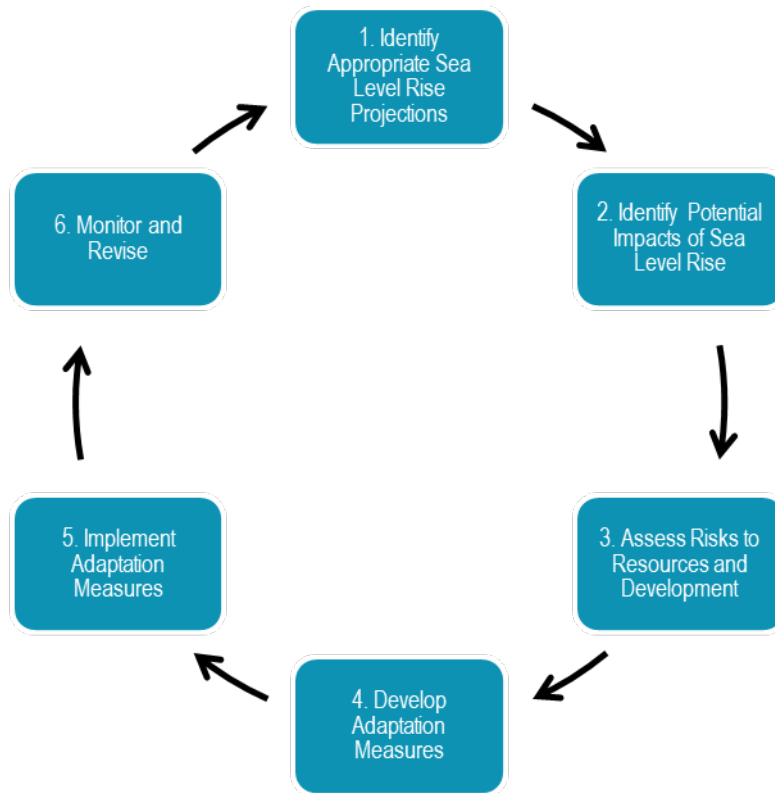 1. Identify
Appropriate Sea
Level Rise
Projections
2. Identify Potential
Impacts of Sea
Level Rise
3. Assess Risks to
Resources and
Development
4. Develop
Adaptation
Measures
5. Implement
Adaptation
Measures
6. Monitor and
Revise